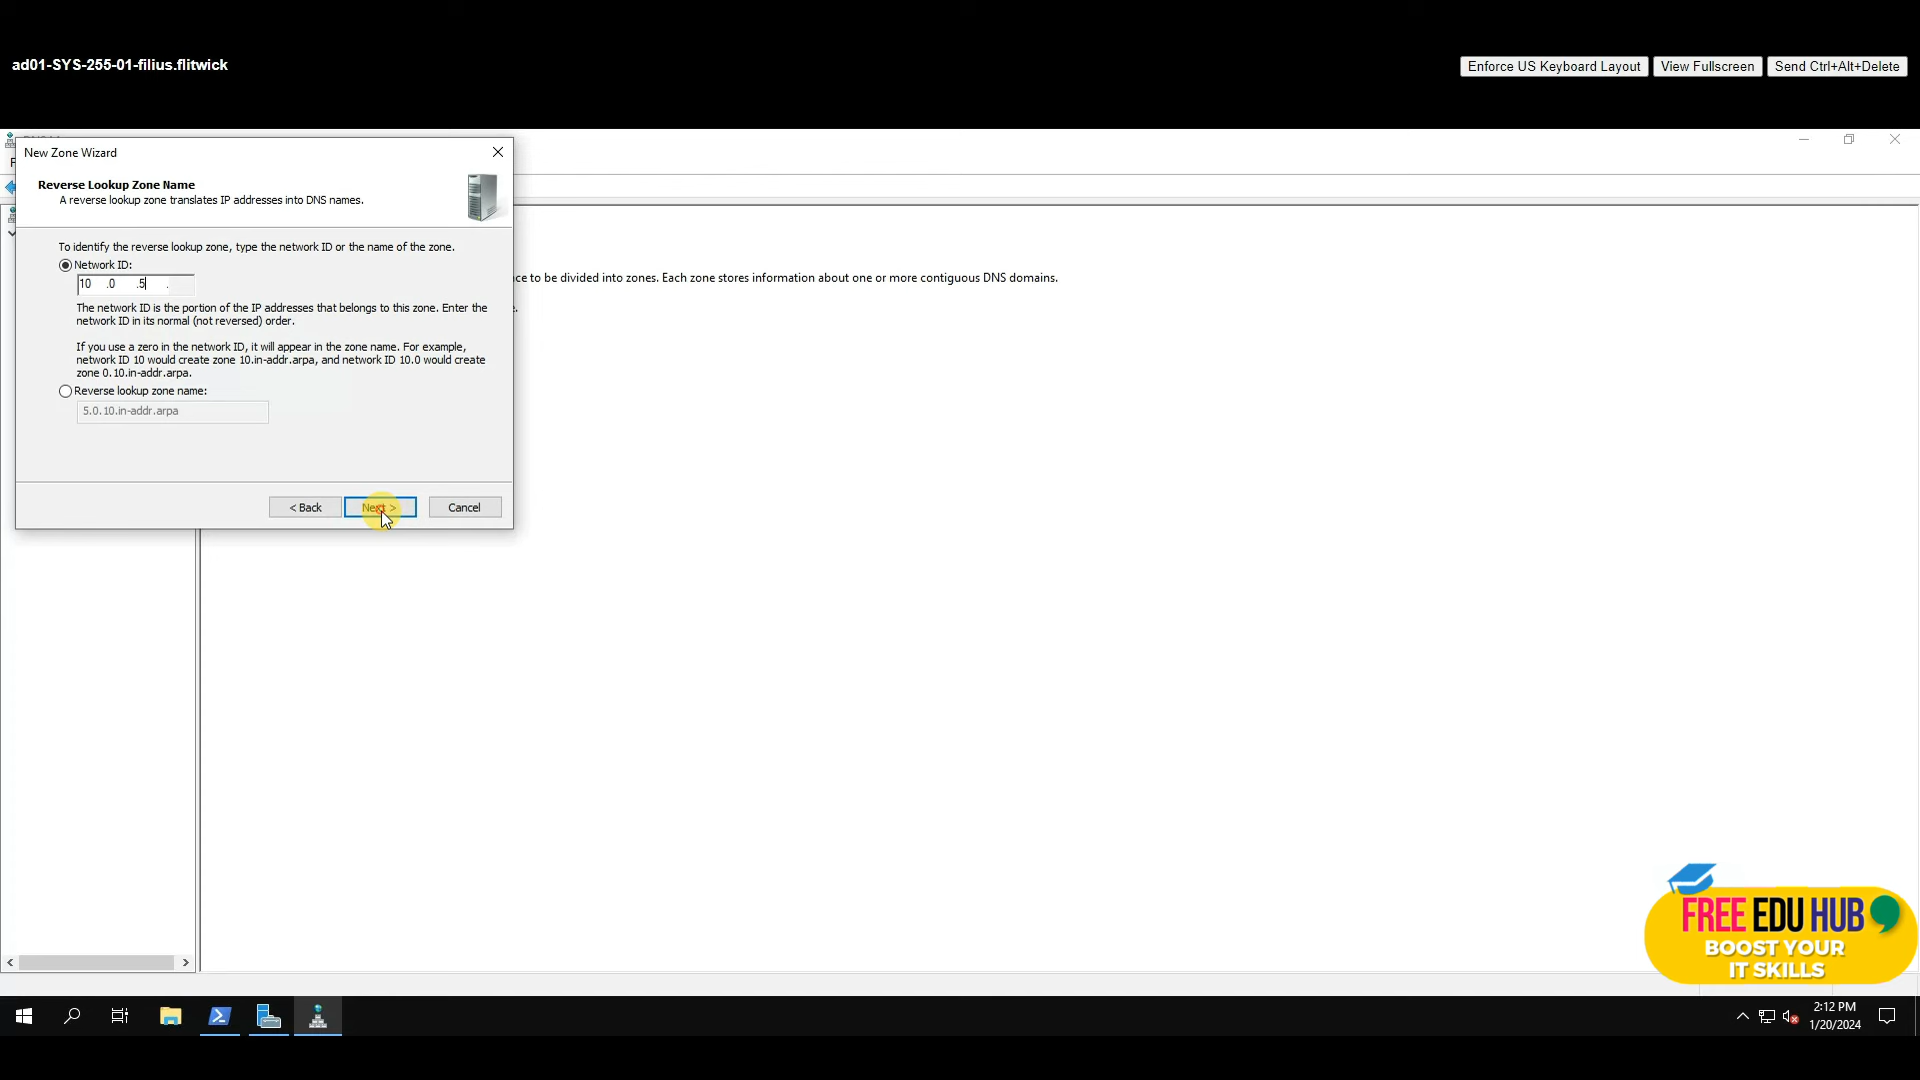 ad01-SYS-255-01-filius.flitwick
Enforce US Keyboard Layout
View Fullscreen
Send Ctrl+Alt+Delete
New Zone Wizard
Reverse Lookup Zone Name
A reverse lookup zone translates IP addresses into DNS names.
To identify the reverse lookup zone, type the network ID or the name of the zone.
Network ID:
10 .0 .5 .
The network ID is the portion of the IP addresses that belongs to this zone. Enter the
network ID in its normal (not reversed) order.
If you use a zero in the network ID, it will appear in the zone name. For example,
network ID 10 would create zone 10.in-addr.arpa, and network ID 10.0 would create
zone 0.10.in-addr.arpa.
Reverse lookup zone name:
5.0.10.in-addr.arpa
< Back
Next >
Cancel
ce to be divided into zones. Each zone stores information about one or more contiguous DNS domains.
FREE EDU HUB
BOOST YOUR
IT SKILLS
2:12 PM
1/20/2024